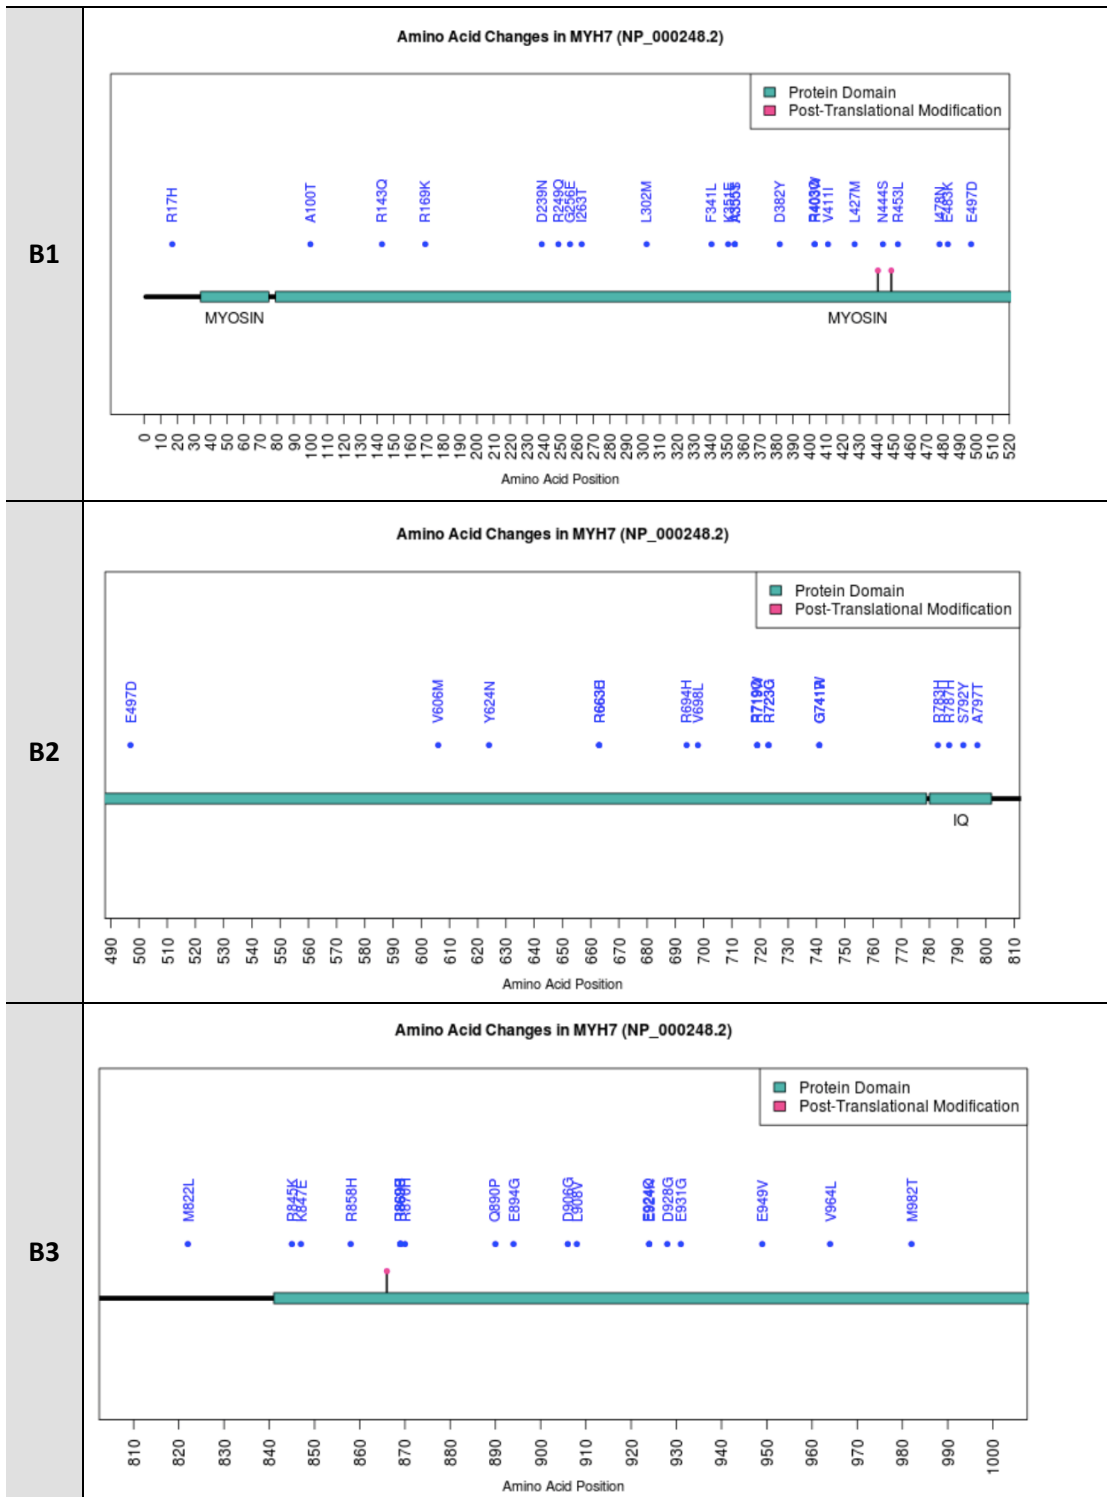 B1
Amino Acid Changes in MYH7 (NP_000248.2)
Protein Domain
Post-Translational Modification
R17H A100T R143Q R169K D239N R249Q G256E I263T L302M F341L K351E D382Y V411I L427M N444S R453L I478N E483K E497D
MYOSIN MYOSIN
0 10 20 30 40 50 60 70 80 90 100 110 120 130 140 150 160 170 180 190 200 210 220 230 240 250 260 270 280 290 300 310 320 330 340 350 360 370 380 390 400 410 420 430 440 450 460 470 480 490 500 510 520
Amino Acid Position
B2
Amino Acid Changes in MYH7 (NP_000248.2)
Protein Domain
Post-Translational Modification
E497D V606M Y624N R694H V698L R783H R787H S792Y A797T
IQ
490 500 510 520 530 540 550 560 570 580 590 600 610 620 630 640 650 660 670 680 690 700 710 720 730 740 750 760 770 780 790 800 810
Amino Acid Position
B3
Amino Acid Changes in MYH7 (NP_000248.2)
Protein Domain
Post-Translational Modification
M822L R845K K847E R858H R870H Q890P E894G D906G L908V D928G E931G E949V V964L M982T
810 820 830 840 850 860 870 880 890 900 910 920 930 940 950 960 970 980 990 1000
Amino Acid Position